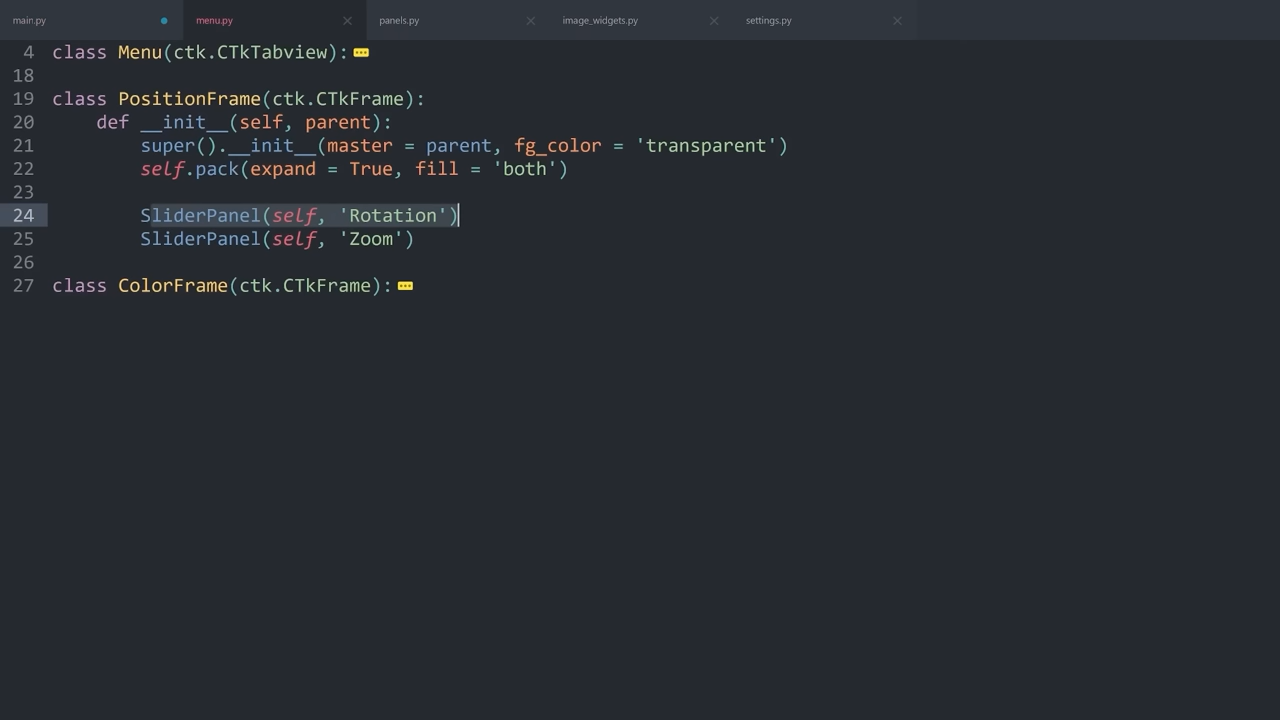 main.py menu.py panels.py image_widgets.py settings.py
4 class Menu(ctk.CTkTabview):
18
19 class PositionFrame(ctk.CTkFrame):
20 def __init__(self, parent):
21 super().__init__(master = parent, fg_color = 'transparent')
22 self.pack(expand = True, fill = 'both')
23
24 SliderPanel(self, 'Rotation')
25 SliderPanel(self, 'Zoom')
26
27 class ColorFrame(ctk.CTkFrame):